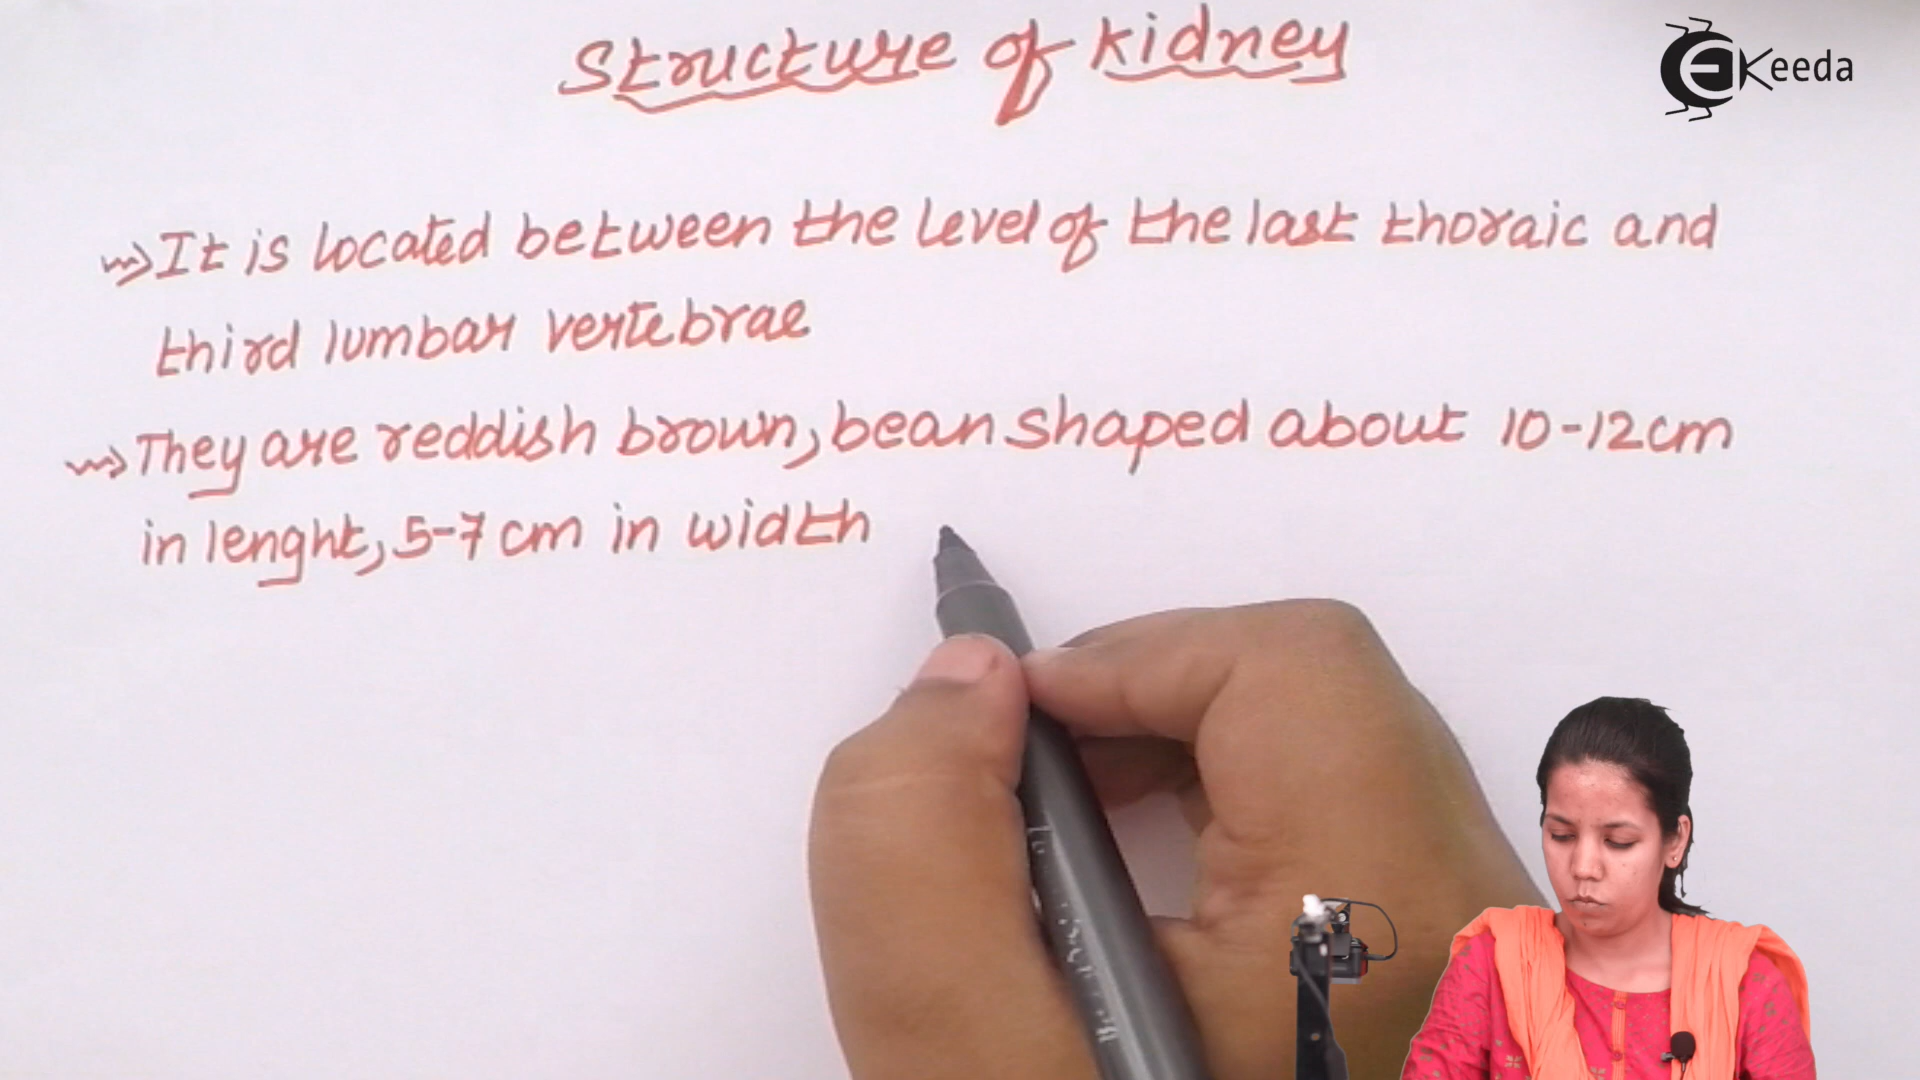 Structure of kidney
EKeeda
It is located between the level of the last thoraic and
third lumbar vertebrae
They are reddish brown, bean shaped about 10-12cm
in lenght, 5-7 cm in width